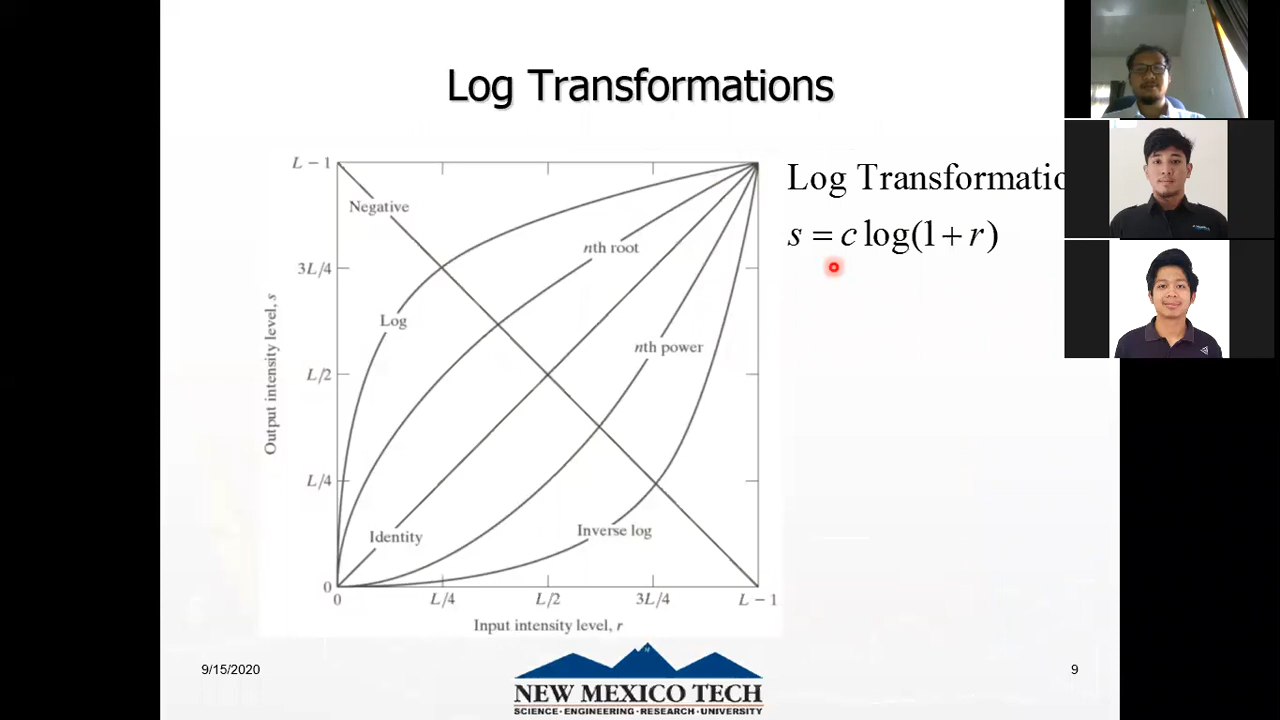 Log Transformations
L − 1
Negative
nth root
3L/4
Log
nth power
L/2
Output intensity level, s
L/4
Inverse log
Identity
0
0 L/4 L/2 3L/4 L − 1
Input intensity level, r
Log Transformatio
s = c log(1 + r)
9/15/2020
NEW MEXICO TECH
SCIENCE • ENGINEERING • RESEARCH • UNIVERSITY
9